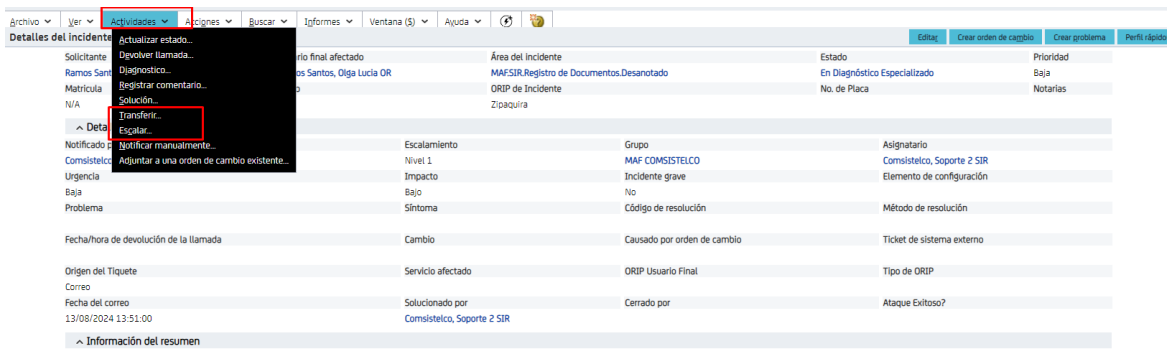 Archivo Ver Actividades Acciones Buscar Informes Ventana ($) Ayuda
Detalles del incidente Editar Crear orden de cambio Crear problema Perfil rápido
Actualizar estado...
Devolver llamada...
Diagnostico...
Registrar comentario...
Solución...
Transferir...
Escalar...
Notificar manualmente...
Adjuntar a una orden de cambio existente...
Solicitante rio final afectado Área del incidente Estado Prioridad
Ramos Sant os Santos, Olga Lucia OR MAF.SIR.Registro de Documentos.Desanotado En Diagnóstico Especializado Baja
Matrícula o ORIP de Incidente No. de Placa Notarias
N/A Zipaquira
Deta
Notificado p Escalamiento Grupo Asignatario
Comsistelco Nivel 1 MAF COMSISTELCO Comsistelco, Soporte 2 SIR
Urgencia Impacto Incidente grave Elemento de configuración
Baja Bajo No
Problema Síntoma Código de resolución Método de resolución
Fecha/hora de devolución de la llamada Cambio Causado por orden de cambio Ticket de sistema externo
Origen del Tiquete Servicio afectado ORIP Usuario Final Tipo de ORIP
Correo
Fecha del correo Solucionado por Cerrado por Ataque Exitoso?
13/08/2024 13:51:00 Comsistelco, Soporte 2 SIR
Información del resumen